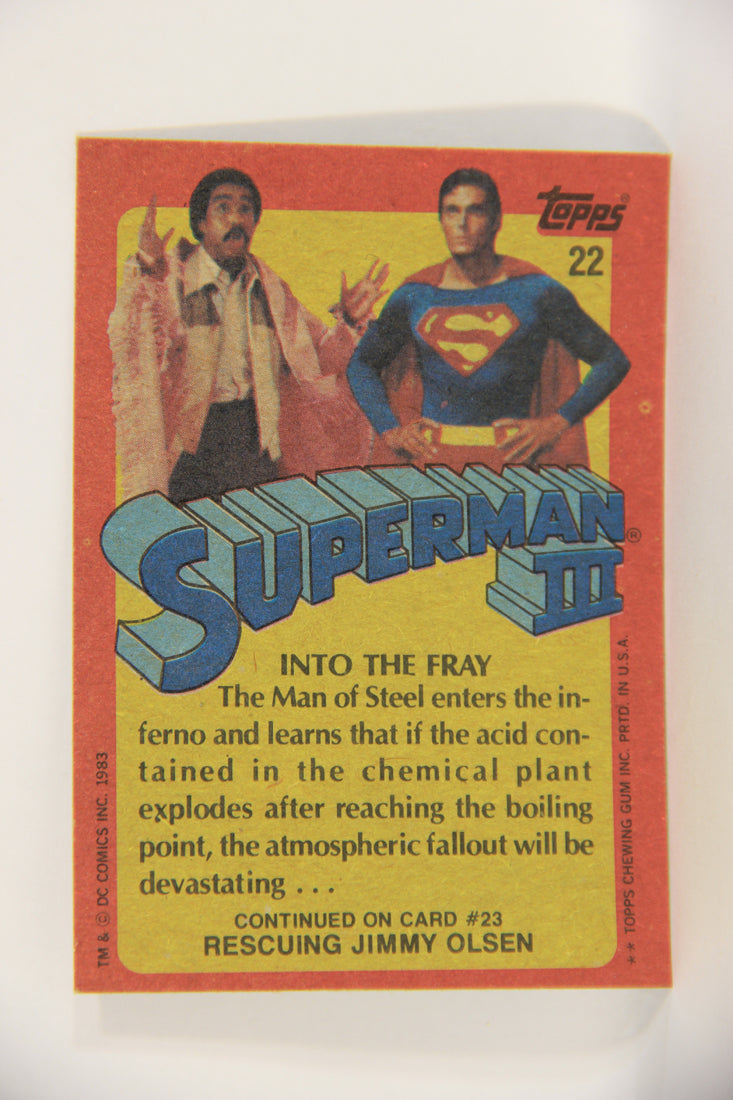 topps®
22
S
SUPERMAN®
III
INTO THE FRAY
The Man of Steel enters the in-
ferno and learns that if the acid con-
tained in the chemical plant
explodes after reaching the boiling
point, the atmospheric fallout will be
devastating . . .
CONTINUED ON CARD #23
RESCUING JIMMY OLSEN
TM & © DC COMICS INC. 1983
** TOPPS CHEWING GUM INC. PRTD. IN U.S.A.